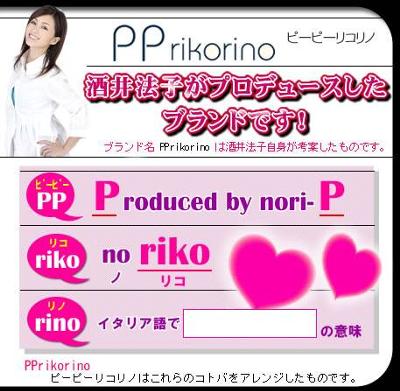 PPrikorino ピーピーリコリノ
酒井法子がプロデュースした
ブランドです!
ブランド名 PPrikorino は酒井法子自身が考案したものです。
ピーピー
PP
Produced by nori-P
リコ
riko
no riko
ノ リコ
リノ
rino
イタリア語で の意味
PPrikorino
ピーピーリコリノはこれらのコトバをアレンジしたものです。